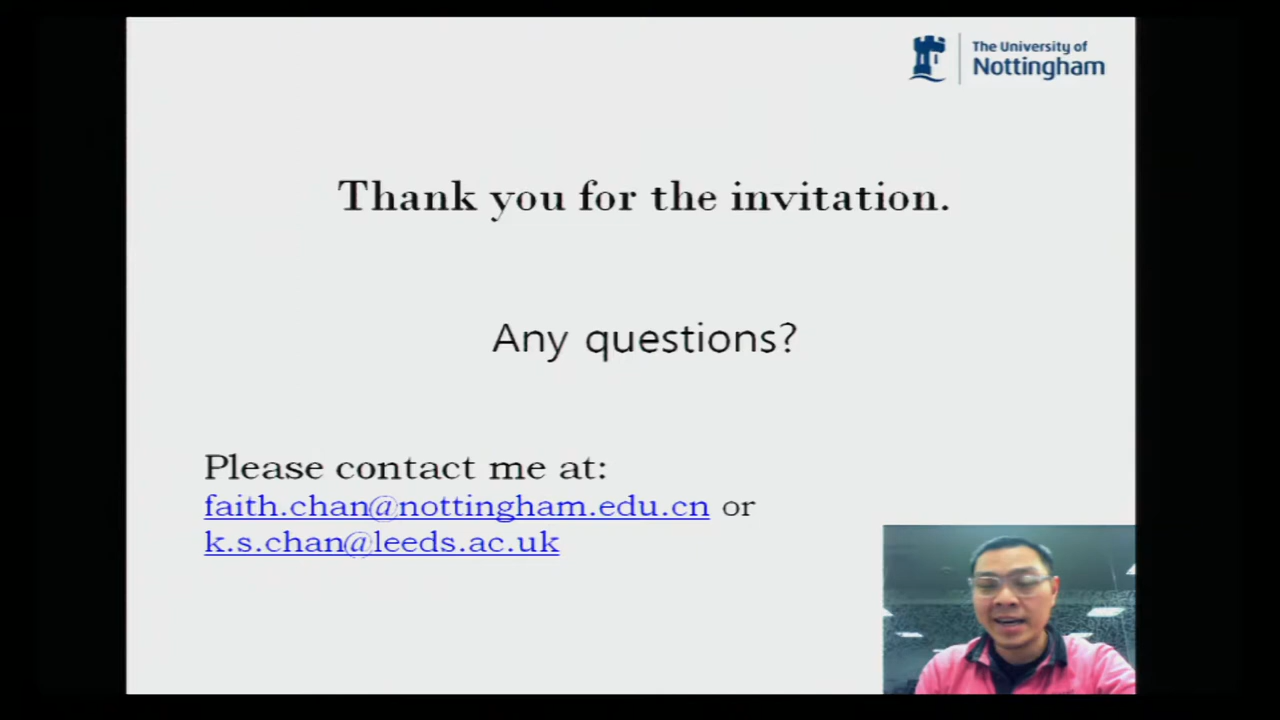 The University of
Nottingham
Thank you for the invitation.
Any questions?
Please contact me at:
faith.chan@nottingham.edu.cn or
k.s.chan@leeds.ac.uk